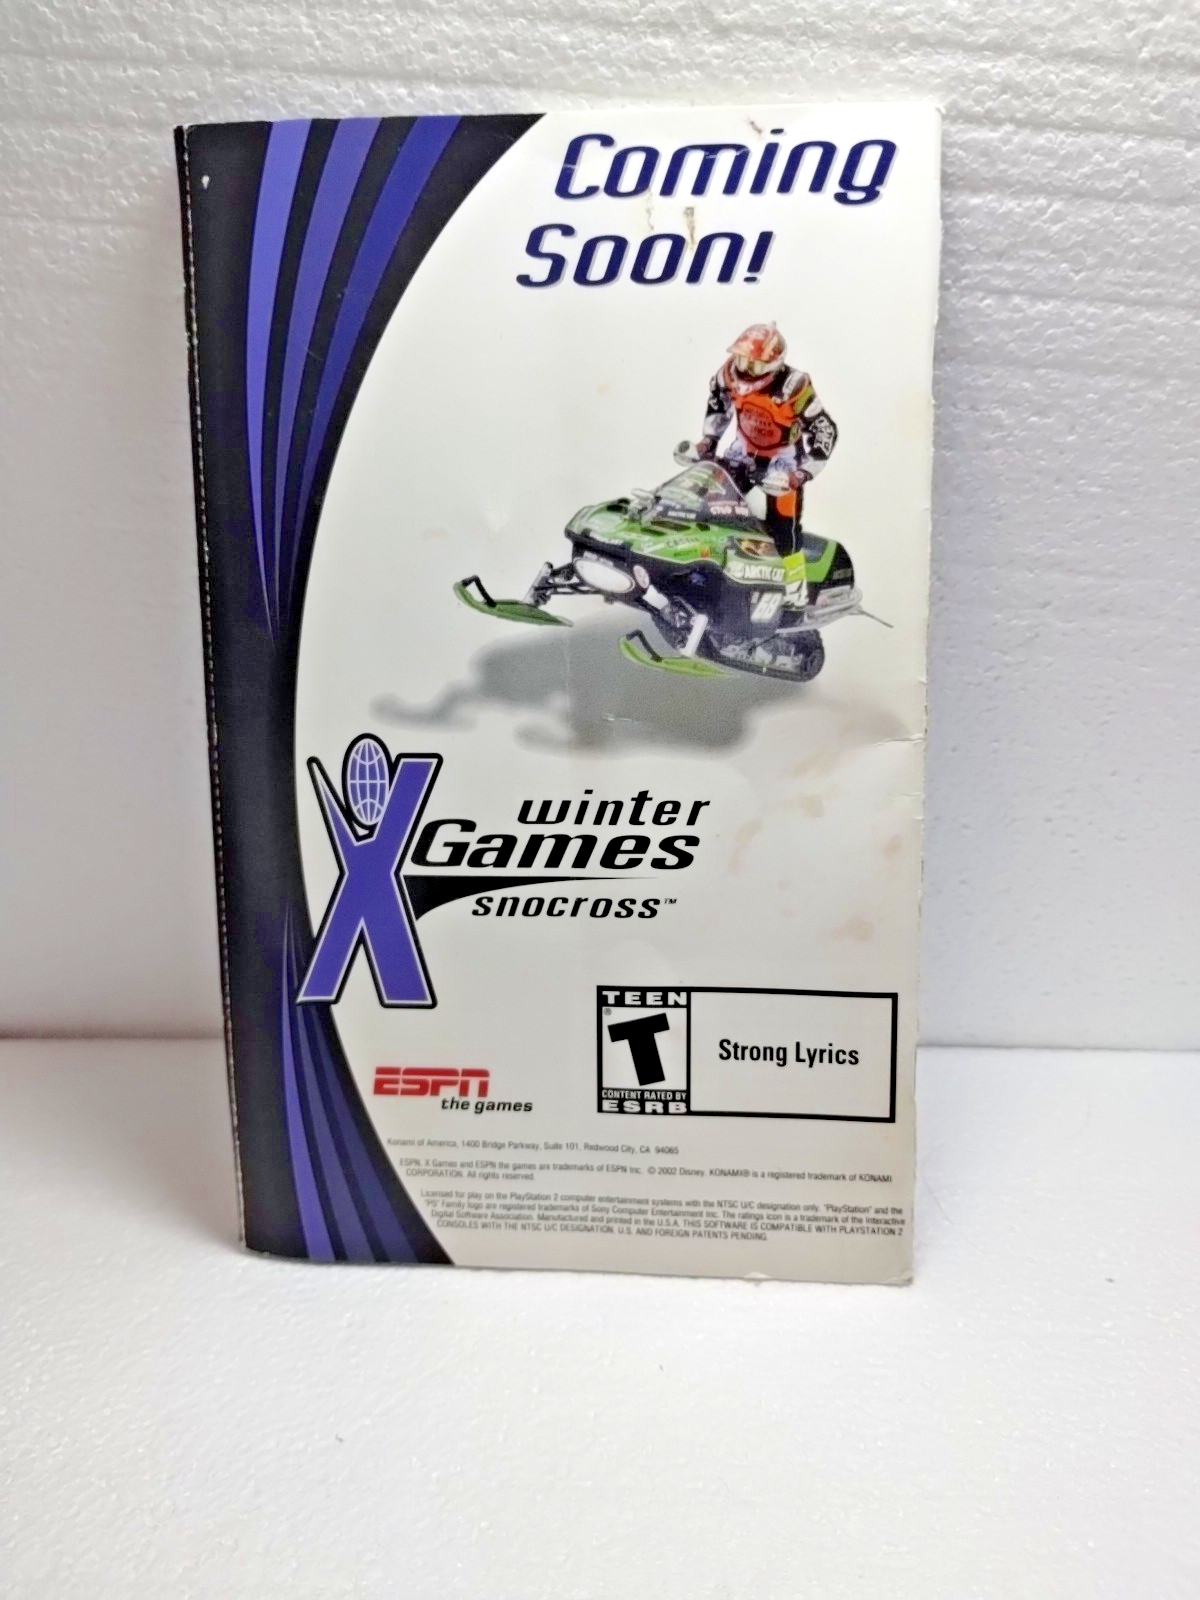 Coming
Soon!
ARCTIC CAT
winter
X Games
snocross™
TEEN
T
®
CONTENT RATED BY
ESRB
Strong Lyrics
ESPN
the games
Konami of America, 1400 Bridge Parkway, Suite 101, Redwood City, CA 94065
ESPN, X Games and ESPN the games are trademarks of ESPN Inc. © 2002 Disney. KONAMI® is a registered trademark of KONAMI
CORPORATION. All rights reserved.
Licensed for play on the PlayStation 2 computer entertainment systems with the NTSC U/C designation only. "PlayStation" and the
"PS" Family logo are registered trademarks of Sony Computer Entertainment Inc. The ratings icon is a trademark of the Interactive
Digital Software Association. Manufactured and printed in the U.S.A. THIS SOFTWARE IS COMPATIBLE WITH PLAYSTATION 2
CONSOLES WITH THE NTSC U/C DESIGNATION. U.S. AND FOREIGN PATENTS PENDING.